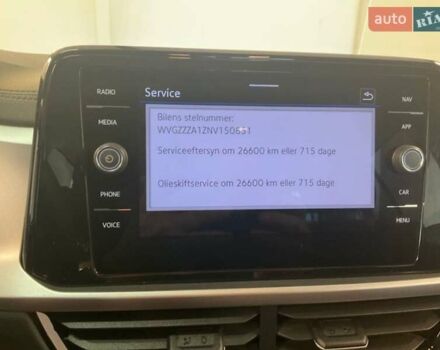 auto RIA
RADIO
MEDIA
PHONE
VOICE
Service
Bilens stelnummer:
Serviceeftersyn om 26600 km eller 715 dage
Olieskiftservice om 26600 km eller 715 dage
NAV
APP
CAR
MENU